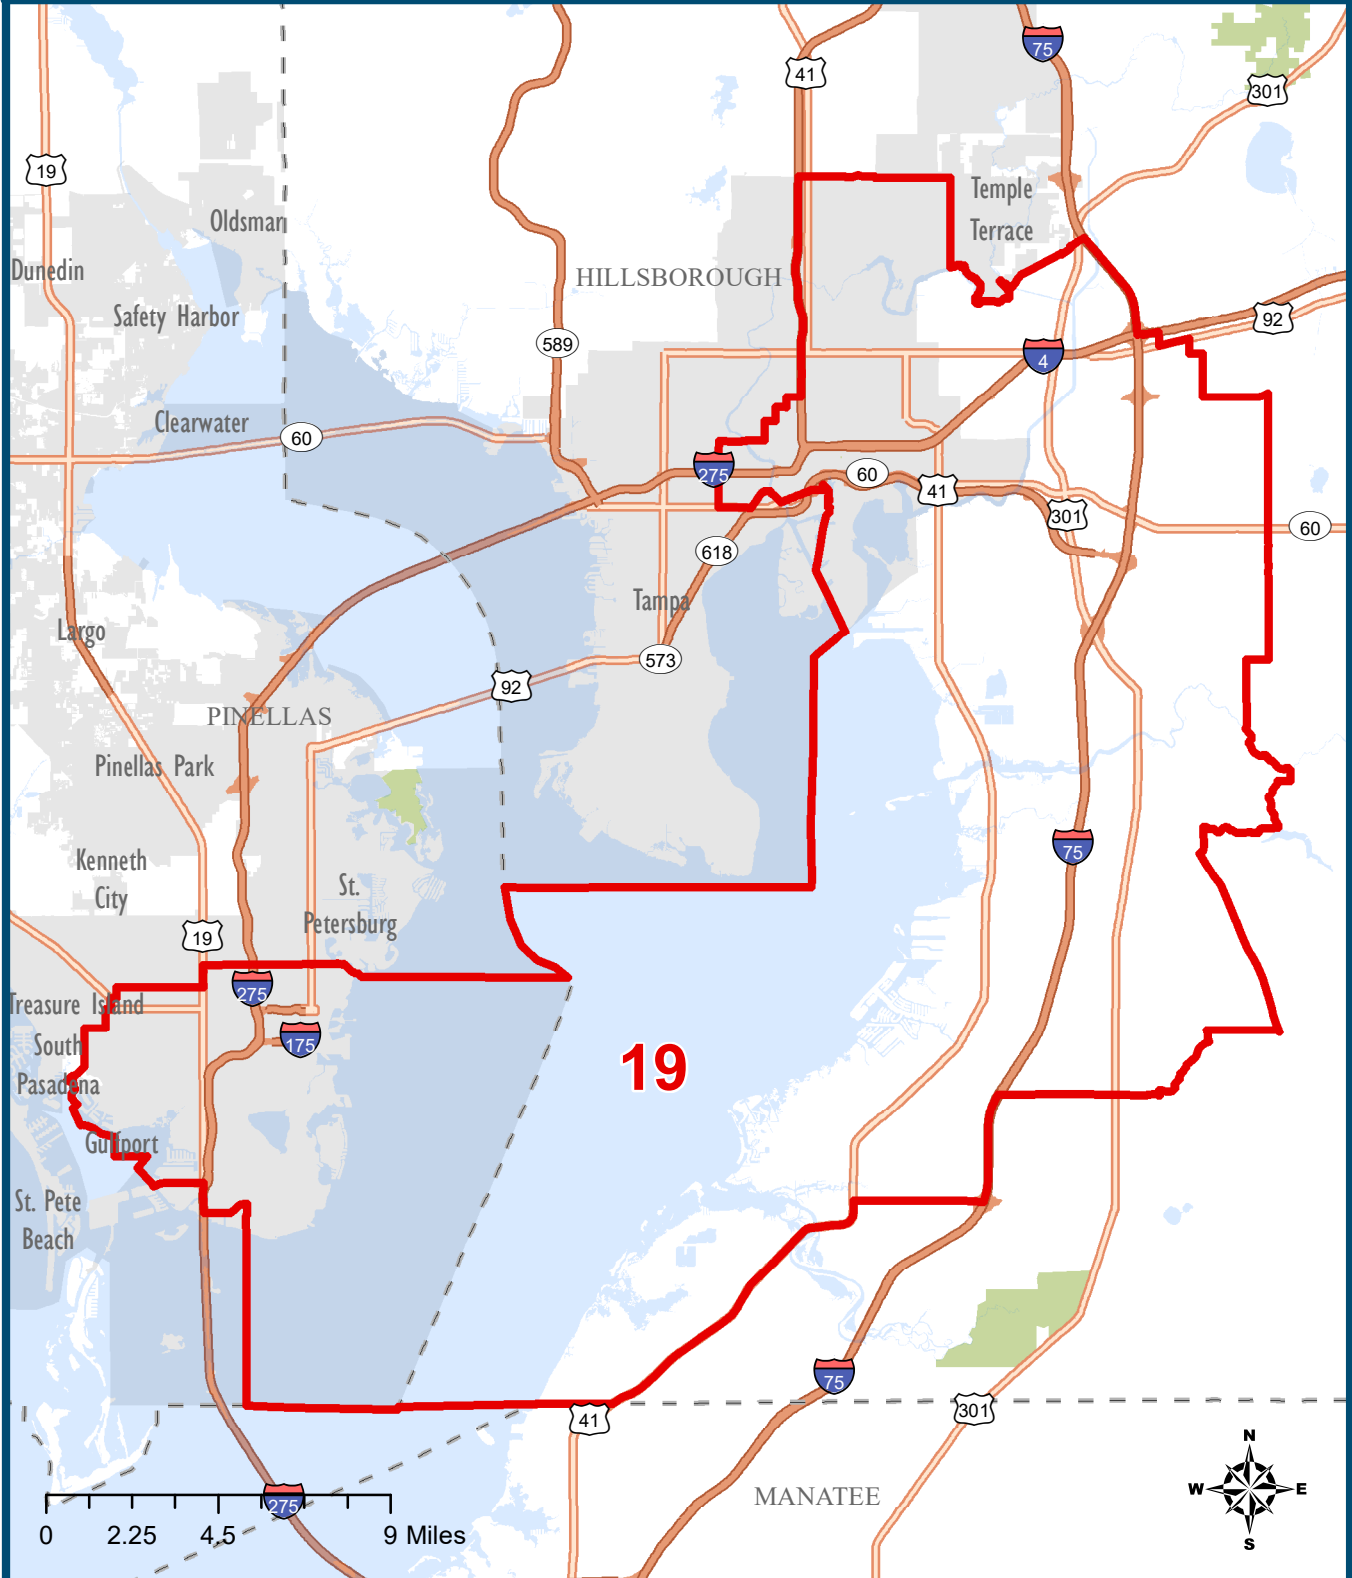 75
41
301
19
Temple
Terrace
Oldsmar
Dunedin
HILLSBOROUGH
Safety Harbor
92
589
4
Clearwater
60
275
60
41
301
60
618
Tampa
Largo
573
92
PINELLAS
Pinellas Park
75
Kenneth
City
St.
Petersburg
19
275
Treasure Island
175
South
Pasadena
19
Gulfport
St. Pete
Beach
75
41
301
MANATEE
275
0 2.25 4.5 9 Miles
N
W E
S